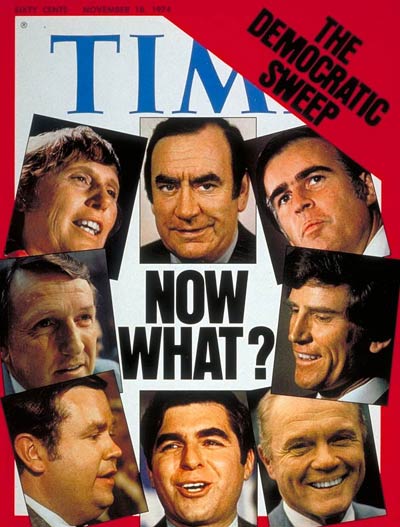 SIXTY CENTS NOVEMBER 18, 1974
®
TIME
THE
DEMOCRATIC
SWEEP
NOW
WHAT?